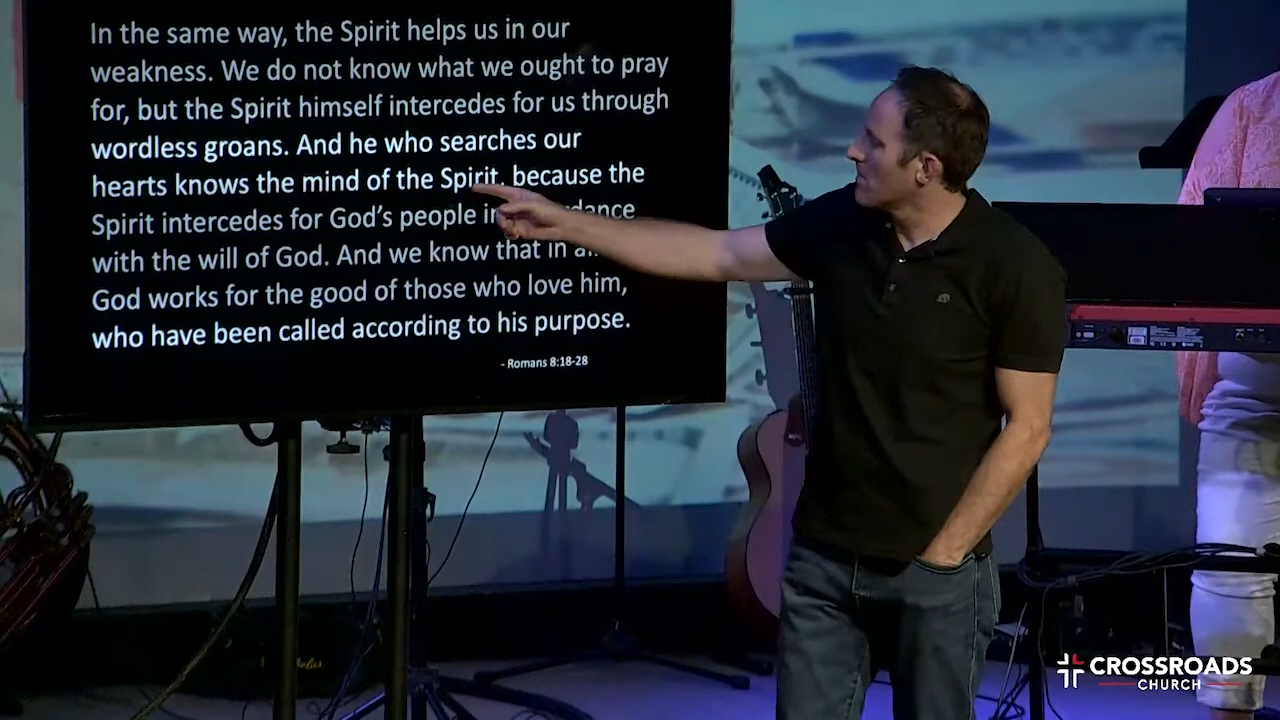 In the same way, the Spirit helps us in our
weakness. We do not know what we ought to pray
for, but the Spirit himself intercedes for us through
wordless groans. And he who searches our
hearts knows the mind of the Spirit, because the
Spirit intercedes for God's people in
with the will of God. And we know that in
God works for the good of those who love him,
who have been called according to his purpose.
- Romans 8:18-28
CROSSROADS
CHURCH